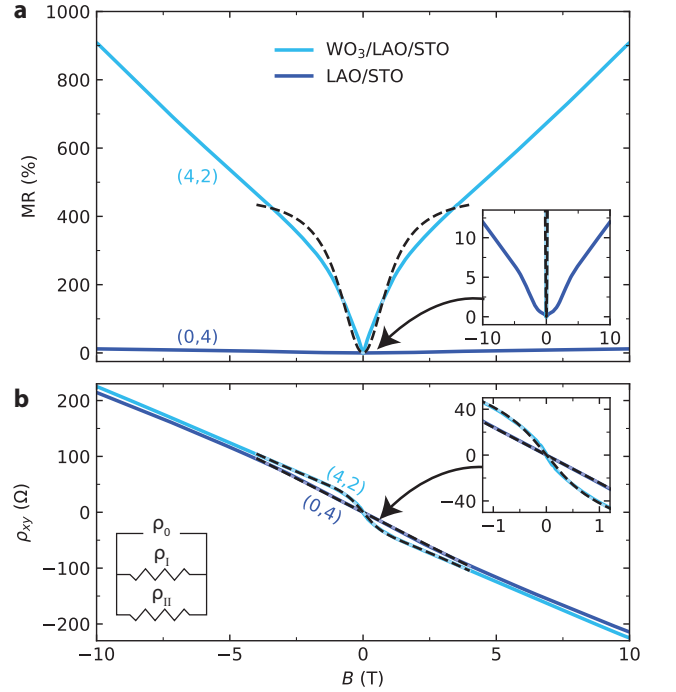 a
1000
800
600
400
200
0
MR (%)
WO₃/LAO/STO
LAO/STO
(4,2)
(0,4)
10
5
0
−10 0 10
b
200
100
0
−100
−200
ρxy (Ω)
(4,2)
(0,4)
40
0
−40
−1 0 1
ρ₀
ρI
ρII
−10 −5 0 5 10
B (T)